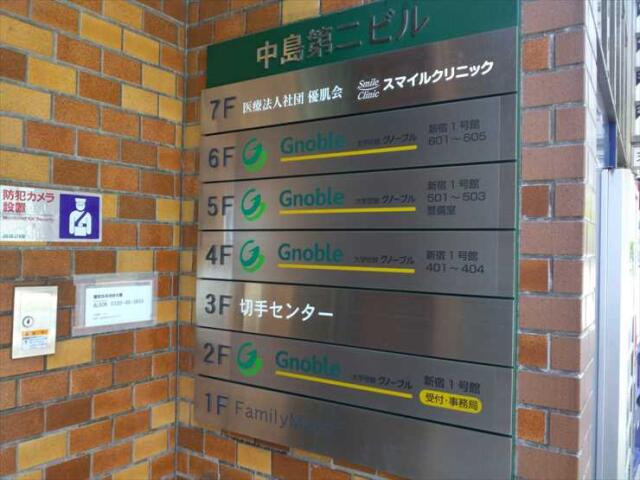 中島第二ビル
7F 医療法人社団 優肌会 Smile Clinic スマイルクリニック
6F Gnoble 大学受験 グノーブル 新宿1号館 601〜605
5F Gnoble 大学受験 グノーブル 新宿1号館 501〜503 警備室
4F Gnoble 大学受験 グノーブル 新宿1号館 401〜404
3F 切手センター
2F Gnoble 大学受験 グノーブル 新宿1号館 受付・事務局
1F FamilyMa
防犯カメラ
設置